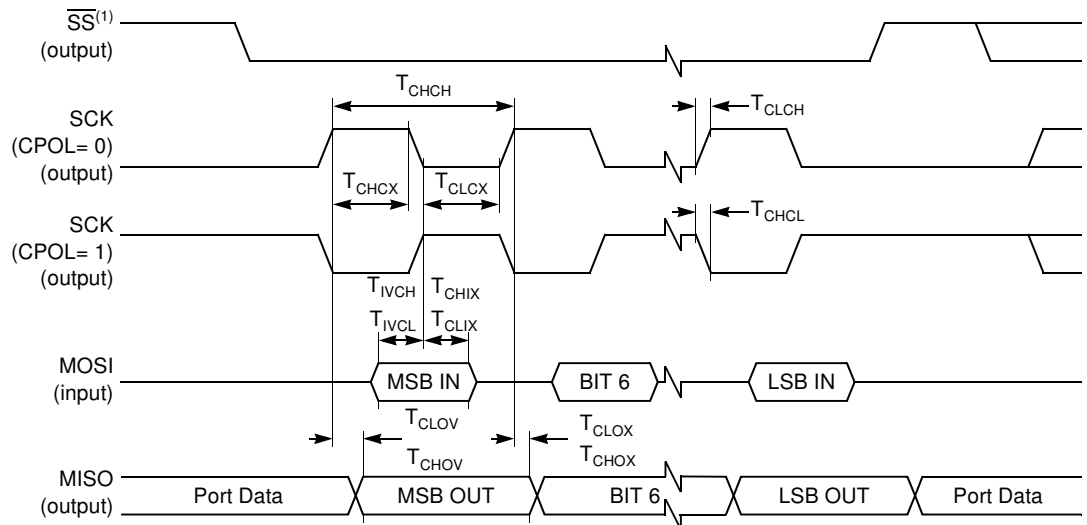 SS(1)
(output)
TCHCH
TCLCH
SCK
(CPOL= 0)
(output)
TCHCX
TCLCX
TCHCL
SCK
(CPOL= 1)
(output)
TIVCH
TCHIX
TIVCL
TCLIX
MOSI
(input)
MSB IN
BIT 6
LSB IN
TCLOV
TCLOX
TCHOV
TCHOX
MISO
(output)
Port Data
MSB OUT
BIT 6
LSB OUT
Port Data